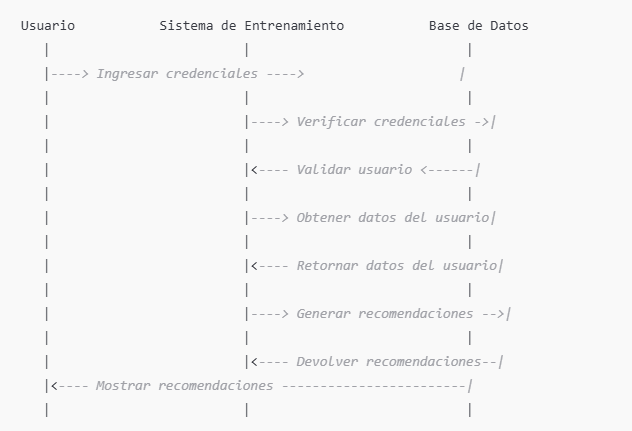 Usuario           Sistema de Entrenamiento           Base de Datos
   |                         |                            |
   |----> Ingresar credenciales ---->                    |
   |                         |                            |
   |                         |----> Verificar credenciales ->|
   |                         |                            |
   |                         |<---- Validar usuario <------|
   |                         |                            |
   |                         |----> Obtener datos del usuario|
   |                         |                            |
   |                         |<---- Retornar datos del usuario|
   |                         |                            |
   |                         |----> Generar recomendaciones -->|
   |                         |                            |
   |                         |<---- Devolver recomendaciones--|
   |<---- Mostrar recomendaciones ------------------------|
   |                         |                            |